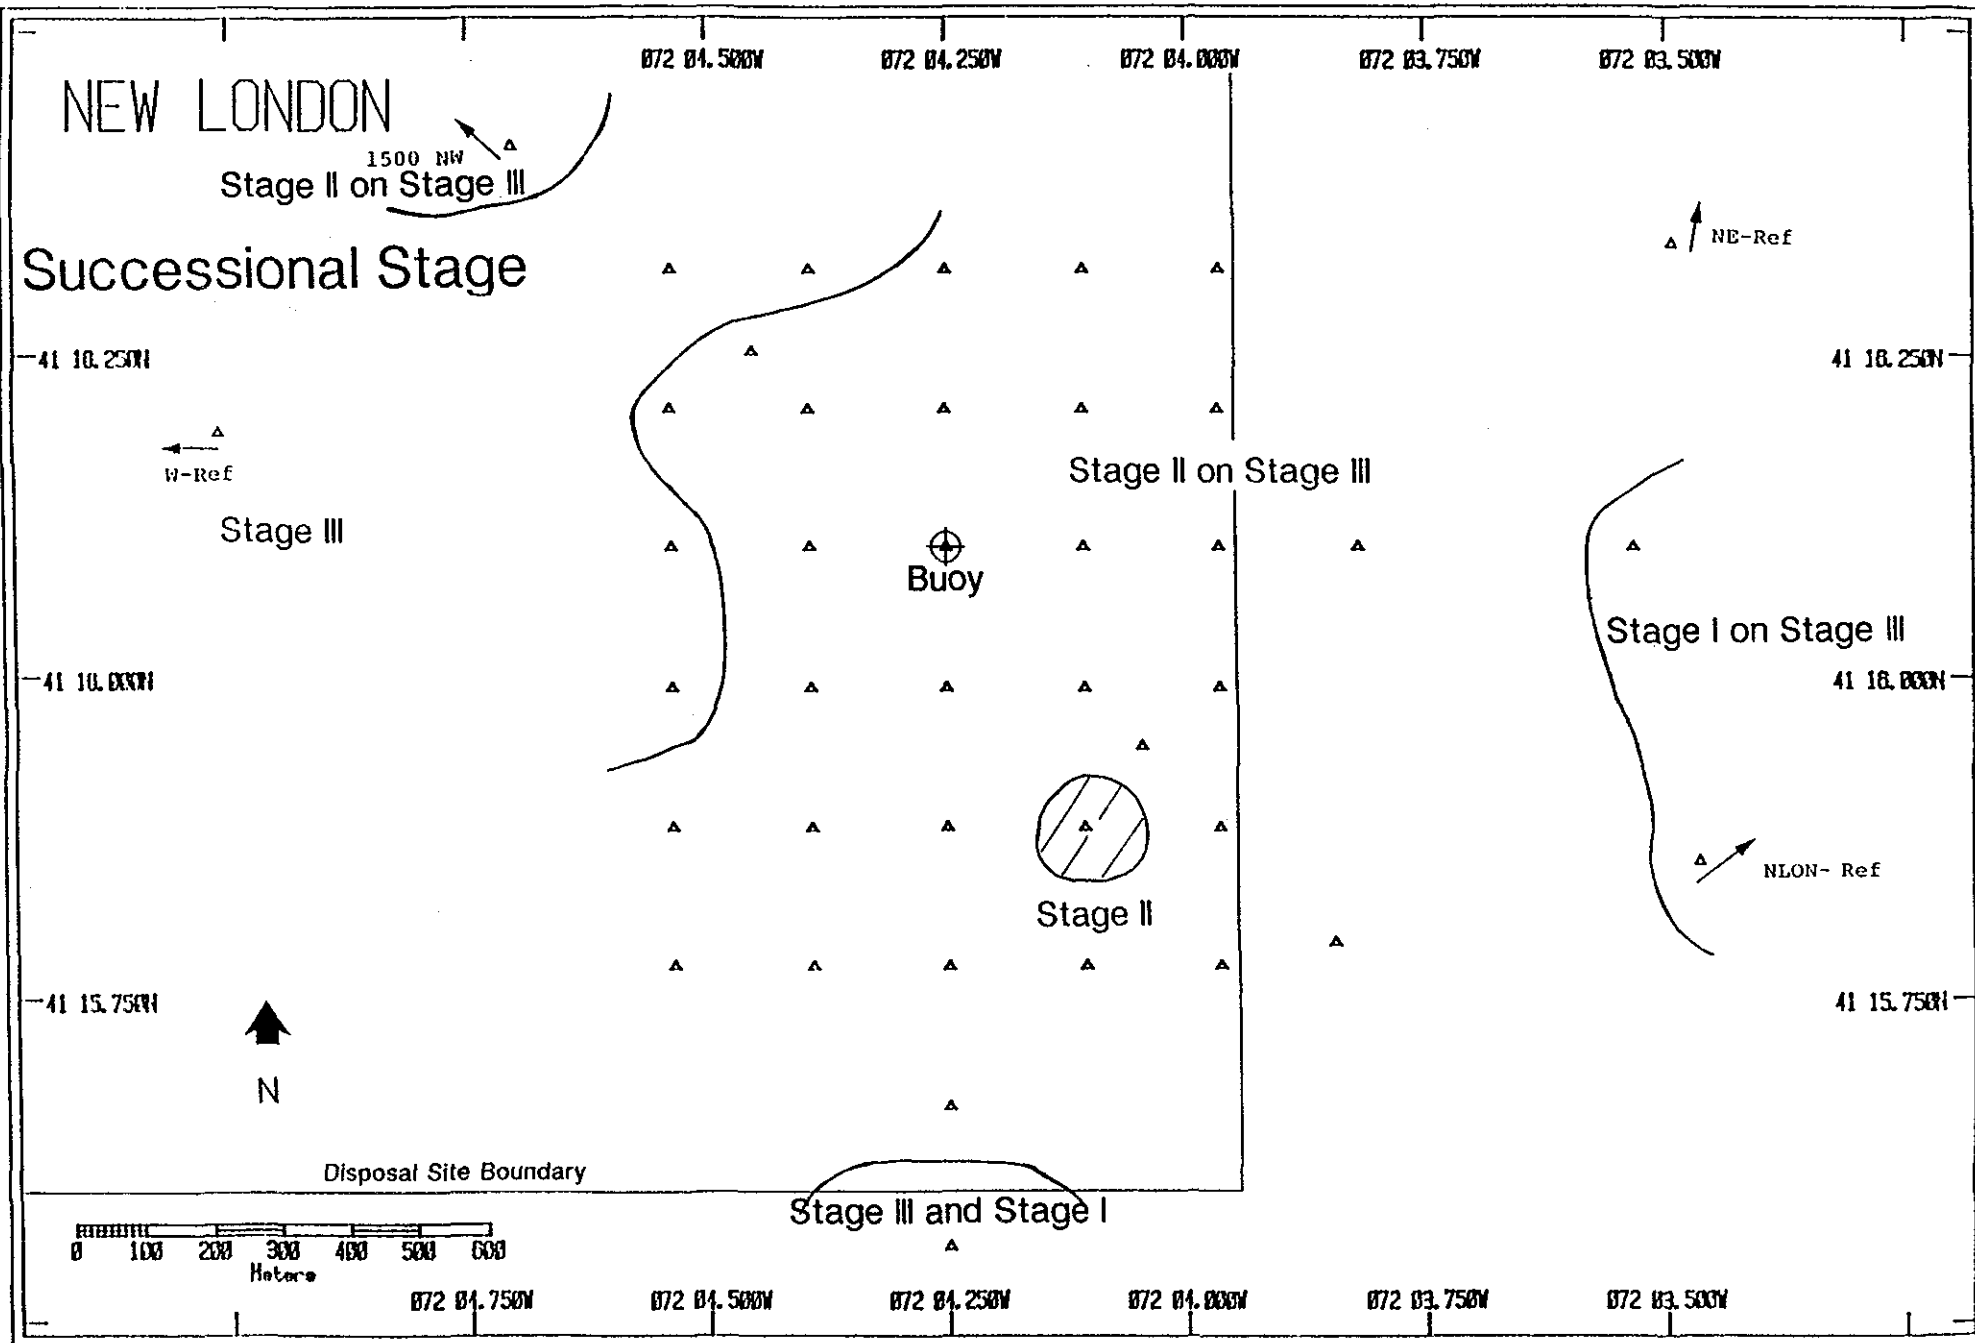 072 04.500W 072 04.250W 072 04.000W 072 03.750W 072 03.500W
NEW LONDON
1500 NW
Stage II on Stage III
NE-Ref
Successional Stage
41 16.250N 41 16.250N
W-Ref
Stage II on Stage III
Stage III
Buoy
Stage I on Stage III
41 16.000N 41 16.000N
NLON- Ref
Stage II
41 15.750N 41 15.750N
N
Disposal Site Boundary
Stage III and Stage I
0 100 200 300 400 500 600
Meters
072 04.750W 072 04.500W 072 04.250W 072 04.000W 072 03.750W 072 03.500W